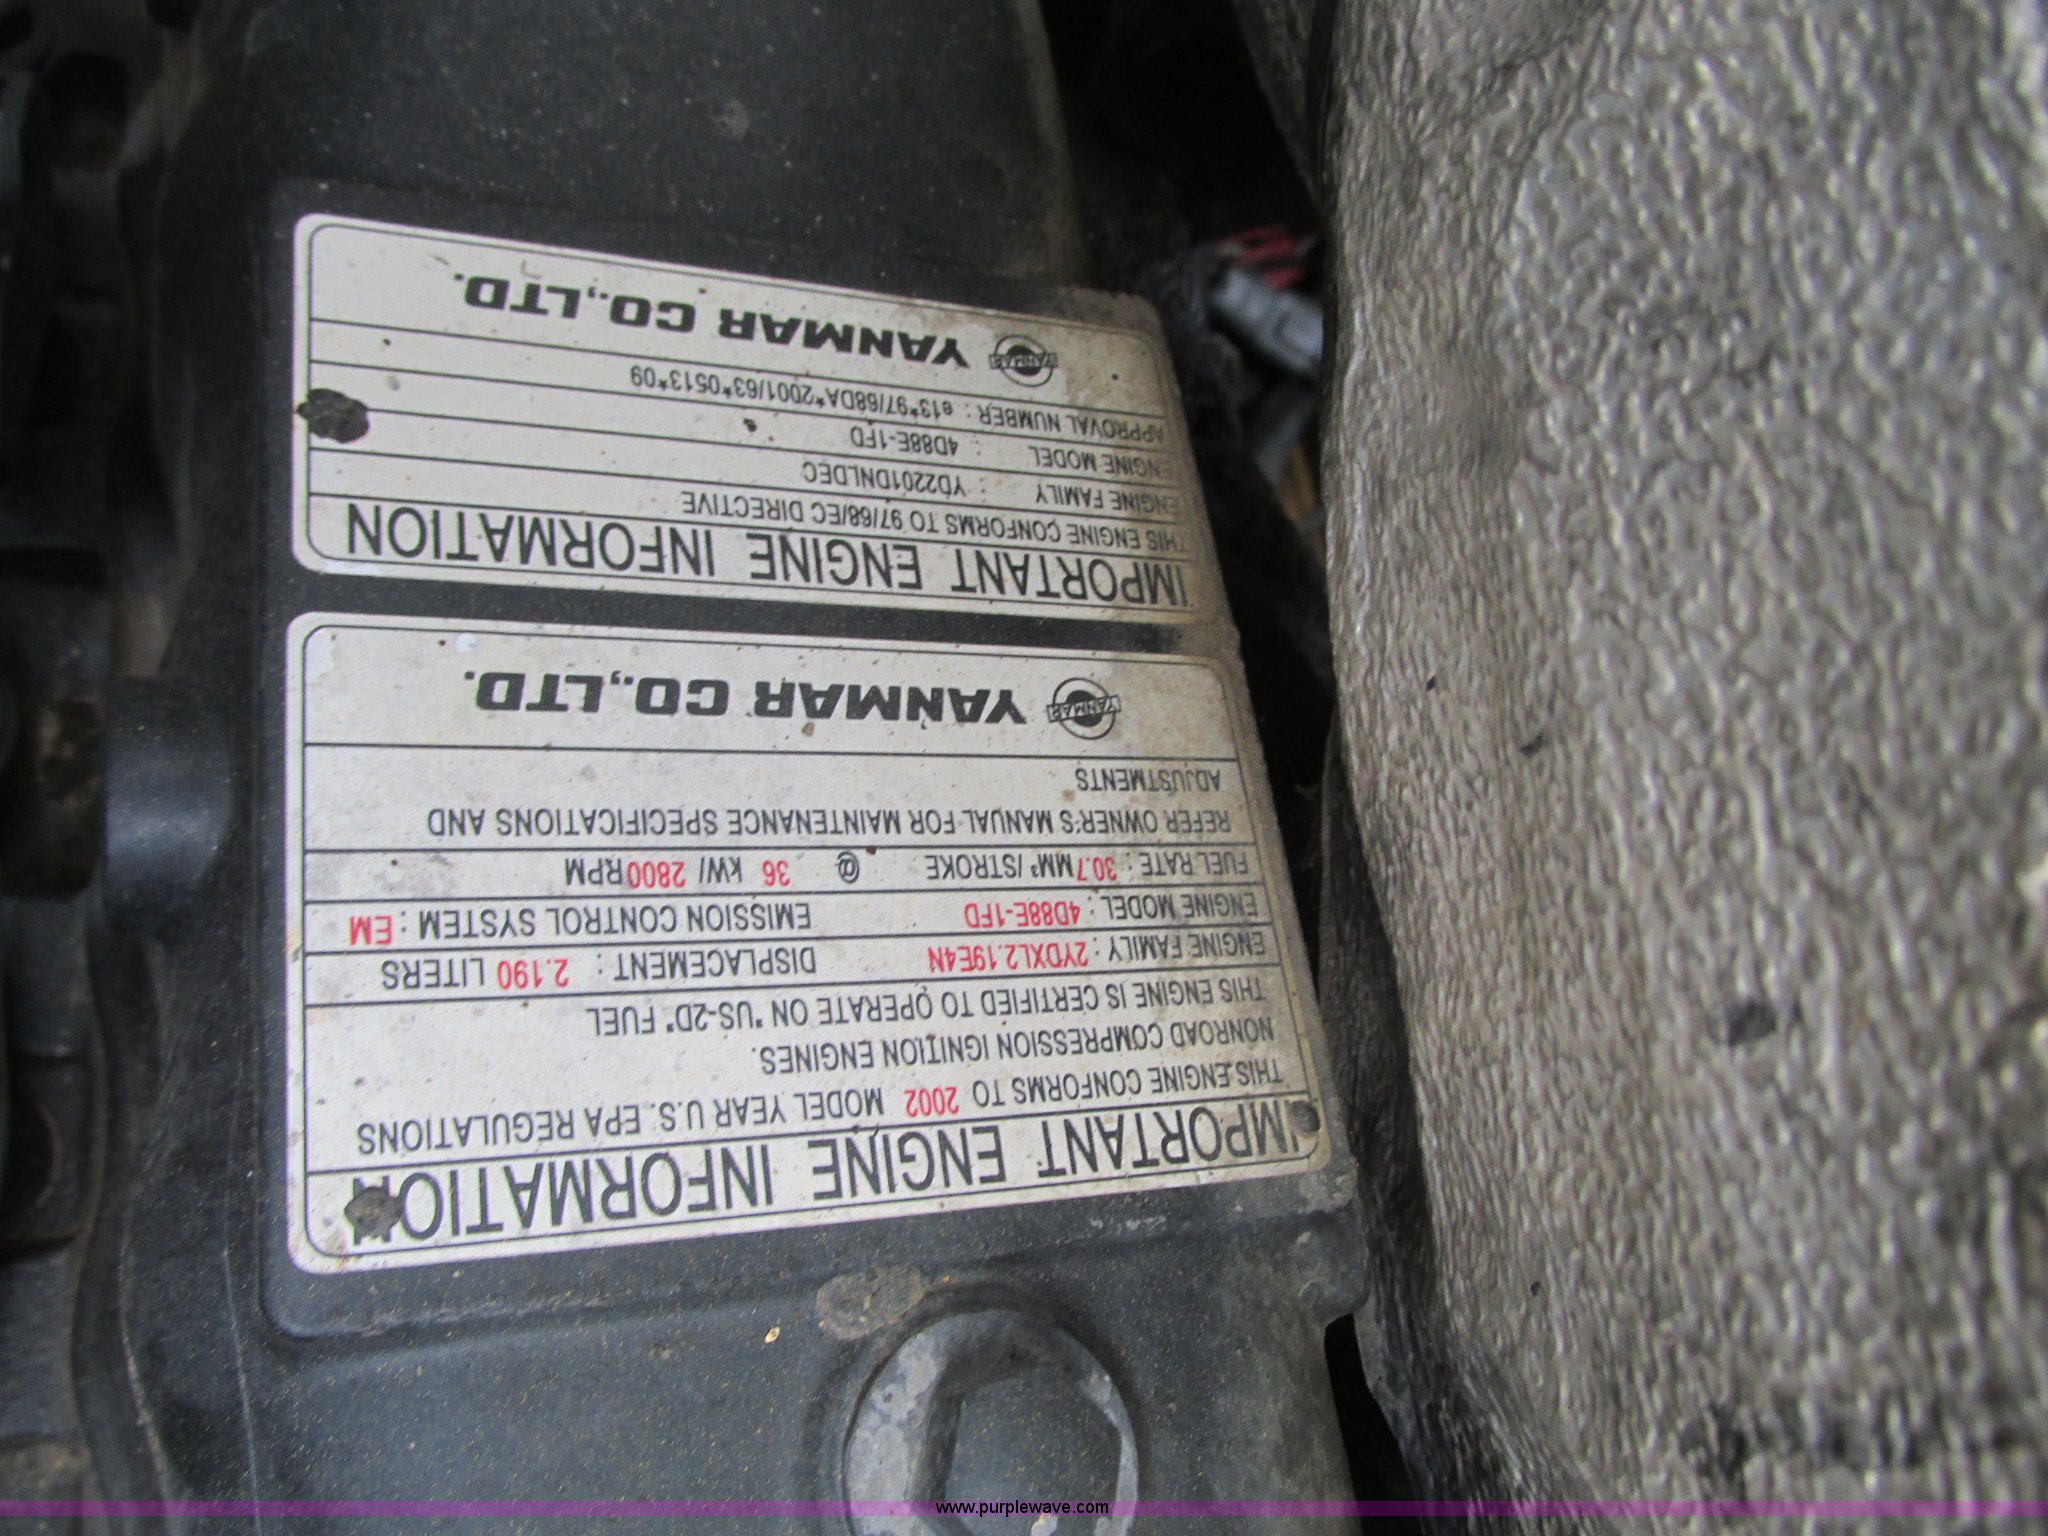 IMPORTANT ENGINE INFORMATION
THIS ENGINE CONFORMS TO 2002 MODEL YEAR U.S. EPA REGULATIONS
NONROAD COMPRESSION IGNITION ENGINES.
THIS ENGINE IS CERTIFIED TO OPERATE ON "US-2D" FUEL
ENGINE FAMILY : 2YDXL2.19E4N DISPLACEMENT : 2.190 LITERS
ENGINE MODEL : 4D88E-1FD EMISSION CONTROL SYSTEM : EM
FUEL RATE : 30.7 MM³/STROKE @ 36 KW/ 2800 RPM
REFER OWNER'S MANUAL FOR MAINTENANCE SPECIFICATIONS AND
ADJUSTMENTS
YANMAR YANMAR CO.,LTD.
IMPORTANT ENGINE INFORMATION
THIS ENGINE CONFORMS TO 97/68/EC DIRECTIVE
ENGINE FAMILY : YD2201DNLDEC
ENGINE MODEL : 4D88E-1FD
APPROVAL NUMBER : e13*97/68DA*2001/63*0513*09
YANMAR YANMAR CO.,LTD.
www.purplewave.com